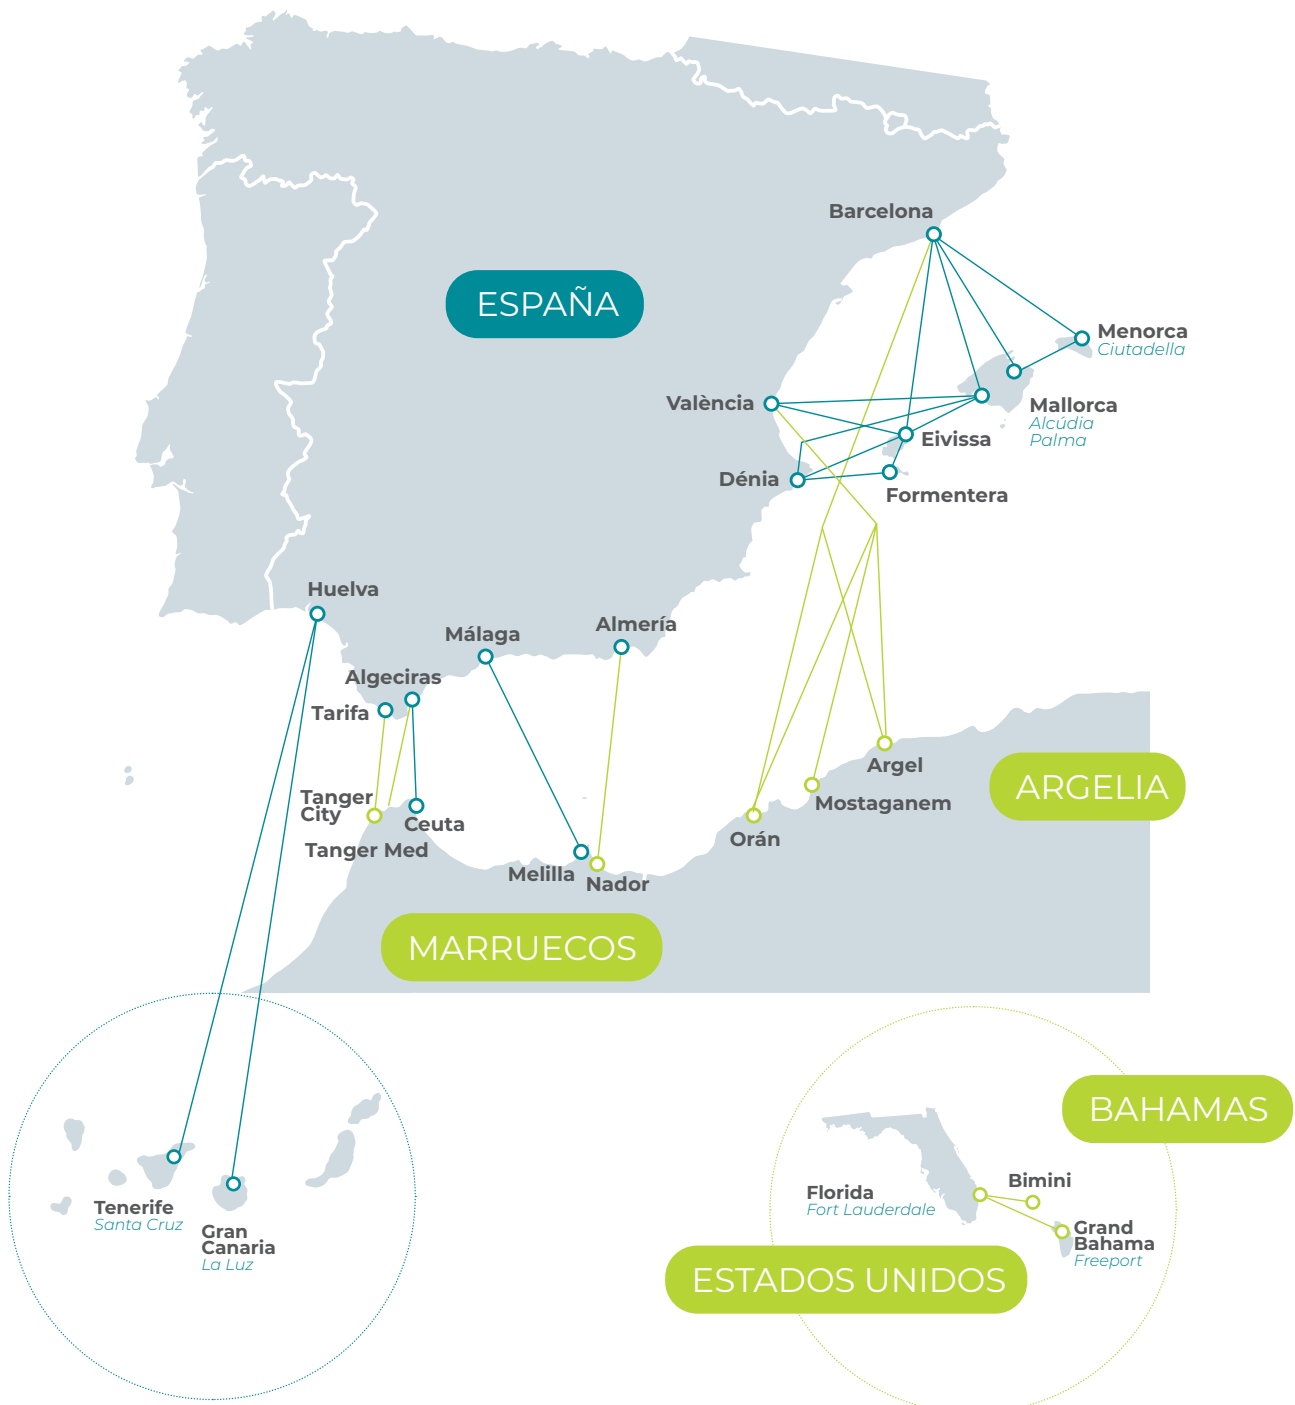 Barcelona
ESPAÑA
Menorca
Ciutadella
València
Mallorca
Alcúdia
Palma
Eivissa
Dénia
Formentera
Huelva
Málaga
Almería
Algeciras
Tarifa
Argel
ARGELIA
Tanger
City
Mostaganem
Ceuta
Orán
Tanger Med
Melilla
Nador
MARRUECOS
BAHAMAS
Bimini
Florida
Fort Lauderdale
Tenerife
Santa Cruz
Gran
Canaria
La Luz
Grand
Bahama
Freeport
ESTADOS UNIDOS